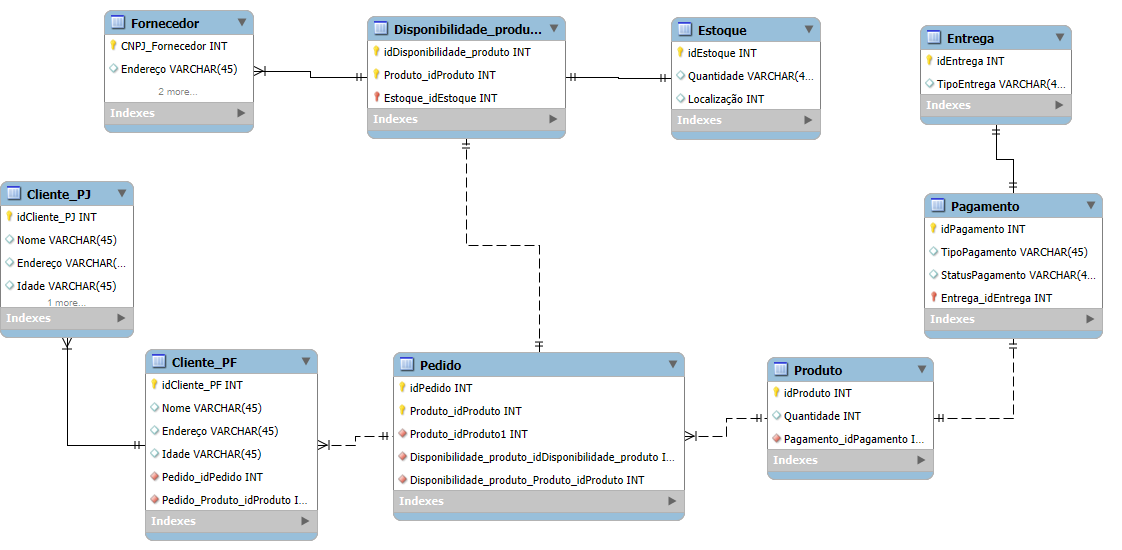 Fornecedor
CNPJ_Fornecedor INT
Endereço VARCHAR(45)
2 more...
Indexes
Disponibilidade_produ...
idDisponibilidade_produto INT
Produto_idProduto INT
Estoque_idEstoque INT
Indexes
Estoque
idEstoque INT
Quantidade VARCHAR(4...
Localização INT
Indexes
Entrega
idEntrega INT
TipoEntrega VARCHAR(4...
Indexes
Cliente_PJ
idCliente_PJ INT
Nome VARCHAR(45)
Endereço VARCHAR(...
Idade VARCHAR(45)
1 more...
Indexes
Pagamento
idPagamento INT
TipoPagamento VARCHAR(45)
StatusPagamento VARCHAR(4...
Entrega_idEntrega INT
Indexes
Cliente_PF
idCliente_PF INT
Nome VARCHAR(45)
Endereço VARCHAR(45)
Idade VARCHAR(45)
Pedido_idPedido INT
Pedido_Produto_idProduto I...
Indexes
Pedido
idPedido INT
Produto_idProduto INT
Produto_idProduto1 INT
Disponibilidade_produto_idDisponibilidade_produto I...
Disponibilidade_produto_Produto_idProduto INT
Indexes
Produto
idProduto INT
Quantidade INT
Pagamento_idPagamento I...
Indexes